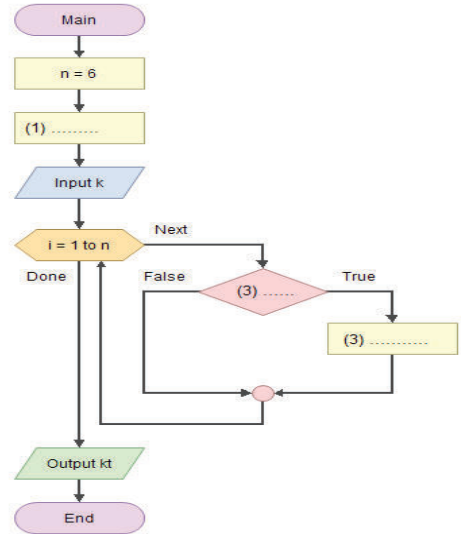 Main
n = 6
(1) .........
Input k
i = 1 to n
Next
Done
False
(3) ......
True
(3) ...........
Output kt
End